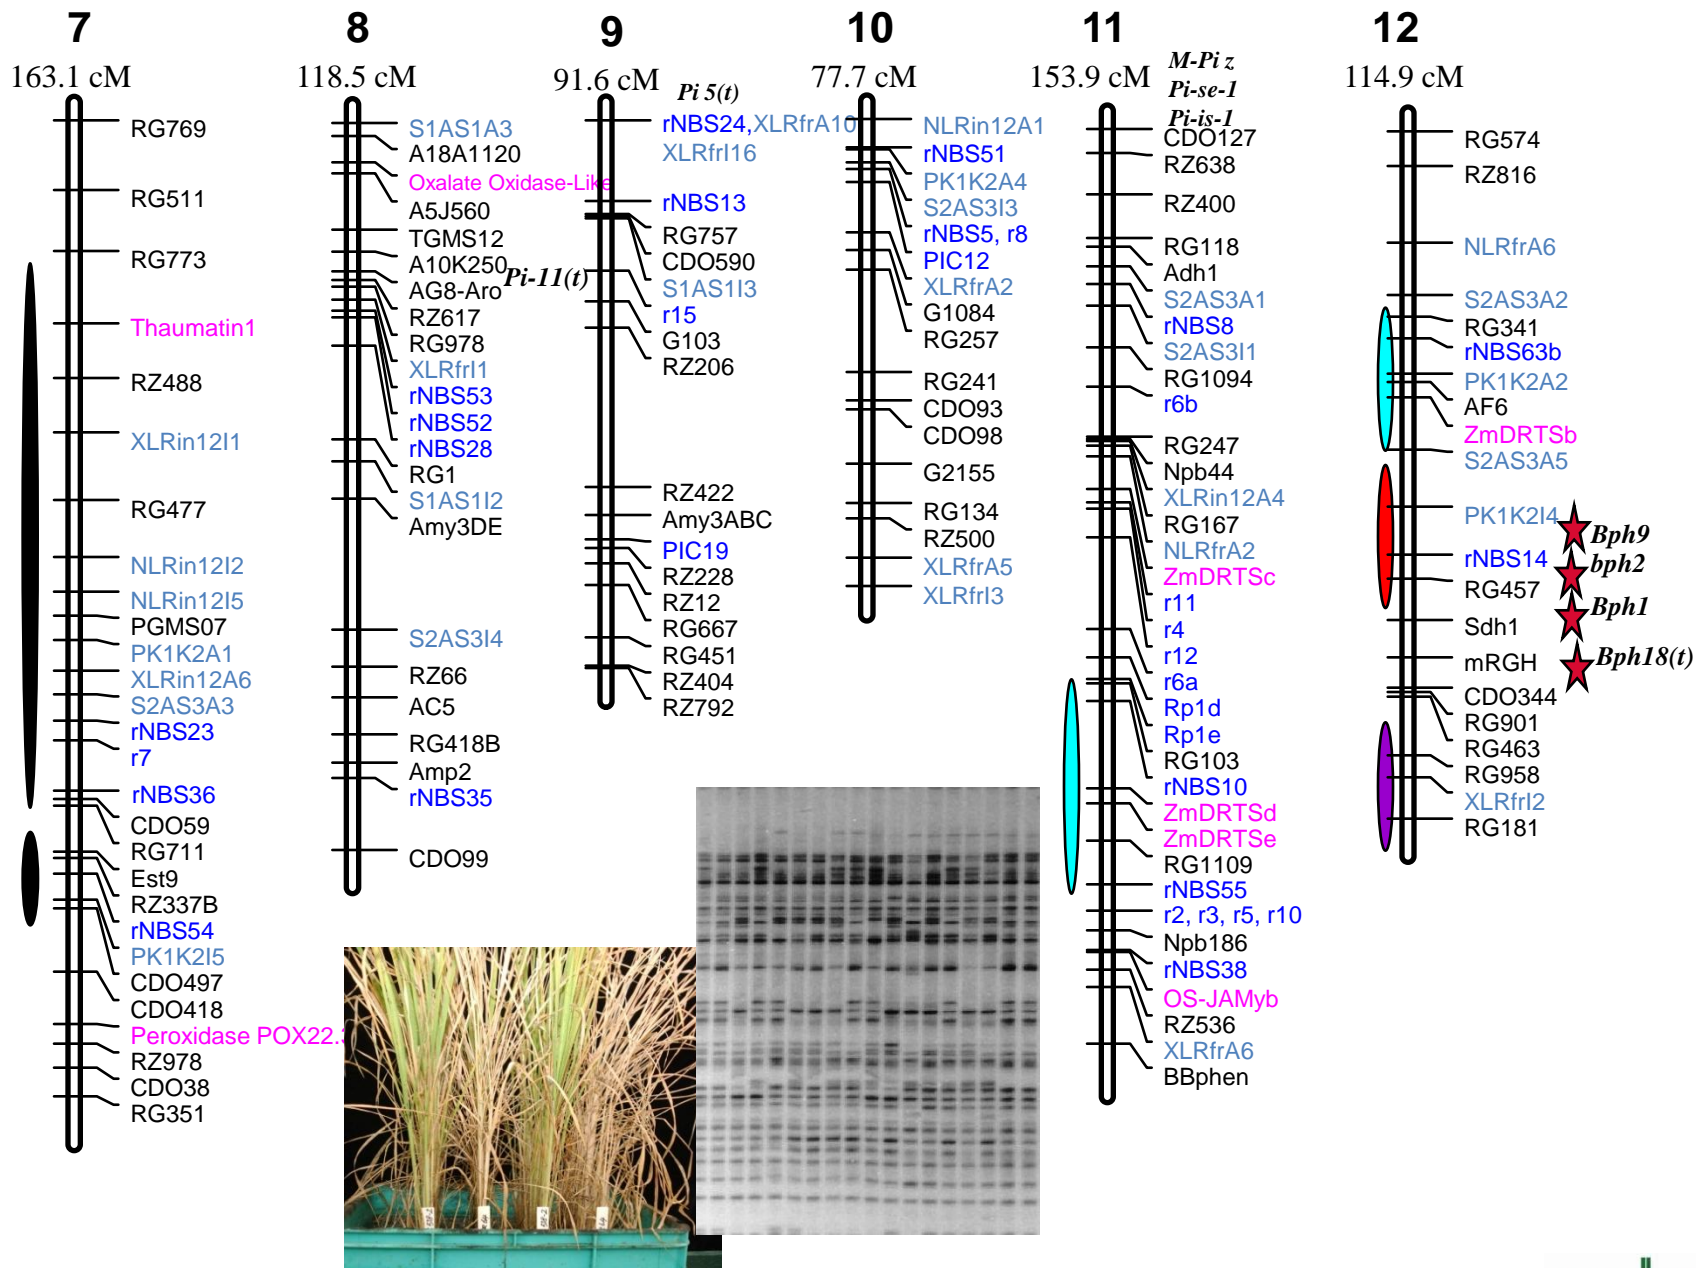 7
163.1 cM
RG769
RG511
RG773
Thaumatin1
RZ488
XLRin12I1
RG477
NLRin12I2
NLRin12I5
PGMS07
PK1K2A1
XLRin12A6
S2AS3A3
rNBS23
r7
rNBS36
CDO59
RG711
Est9
RZ337B
rNBS54
PK1K2I5
CDO497
CDO418
Peroxidase POX22.3
RZ978
CDO38
RG351
8
118.5 cM
S1AS1A3
A18A1120
Oxalate Oxidase-Like
A5J560
TGMS12
A10K250
AG8-Aro
Pi-11(t)
RZ617
RG978
XLRfrI1
rNBS53
rNBS52
rNBS28
RG1
S1AS1I2
Amy3DE
S2AS3I4
RZ66
AC5
RG418B
Amp2
rNBS35
CDO99
9
91.6 cM
Pi 5(t)
rNBS24,XLRfrA10
XLRfrI16
rNBS13
RG757
CDO590
S1AS1I3
r15
G103
RZ206
RZ422
Amy3ABC
PIC19
RZ228
RZ12
RG667
RG451
RZ404
RZ792
10
77.7 cM
NLRin12A1
rNBS51
PK1K2A4
S2AS3I3
rNBS5, r8
PIC12
XLRfrA2
G1084
RG257
RG241
CDO93
CDO98
G2155
RG134
RZ500
XLRfrA5
XLRfrI3
11
153.9 cM
M-Pi z
Pi-se-1
Pi-is-1
CDO127
RZ638
RZ400
RG118
Adh1
S2AS3A1
rNBS8
S2AS3I1
RG1094
r6b
RG247
Npb44
XLRin12A4
RG167
NLRfrA2
ZmDRTSc
r11
r4
r12
r6a
Rp1d
Rp1e
RG103
rNBS10
ZmDRTSd
ZmDRTSe
RG1109
rNBS55
r2, r3, r5, r10
Npb186
rNBS38
OS-JAMyb
RZ536
XLRfrA6
BBphen
12
114.9 cM
RG574
RZ816
NLRfrA6
S2AS3A2
RG341
rNBS63b
PK1K2A2
AF6
ZmDRTSb
S2AS3A5
PK1K2I4
Bph9
rNBS14
bph2
RG457
Bph1
Sdh1
mRGH
Bph18(t)
CDO344
RG901
RG463
RG958
XLRfrI2
RG181